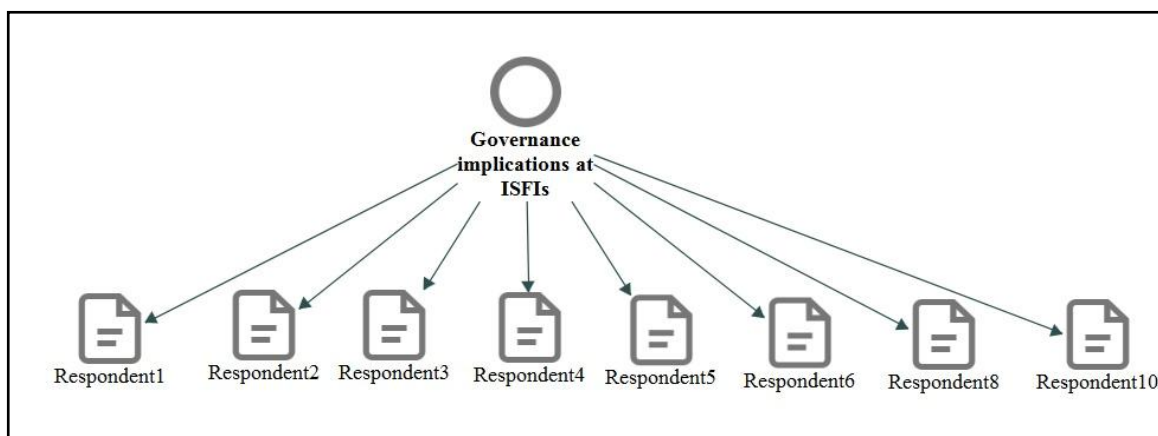 Governance
implications at
ISFIs
Respondent1
Respondent2
Respondent3
Respondent4
Respondent5
Respondent6
Respondent8
Respondent10